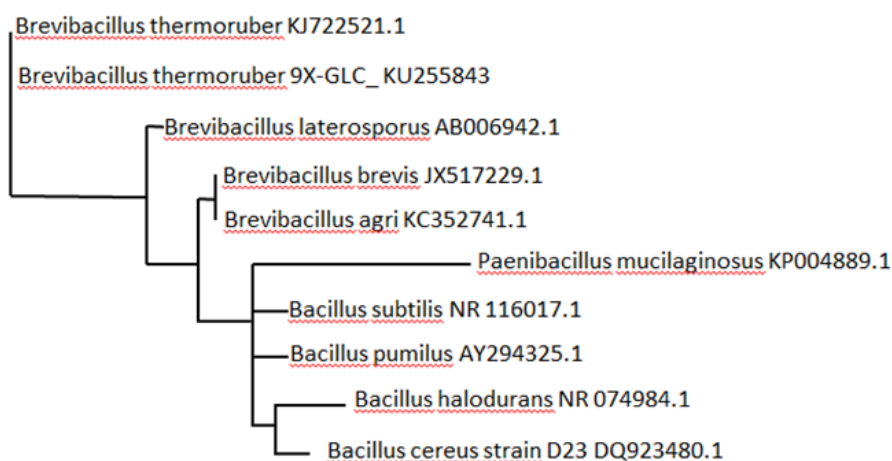 Brevibacillus thermoruber KJ722521.1
Brevibacillus thermoruber 9X-GLC_ KU255843
Brevibacillus laterosporus AB006942.1
Brevibacillus brevis JX517229.1
Brevibacillus agri KC352741.1
Paenibacillus mucilaginosus KP004889.1
Bacillus subtilis NR 116017.1
Bacillus pumilus AY294325.1
Bacillus halodurans NR 074984.1
Bacillus cereus strain D23 DQ923480.1